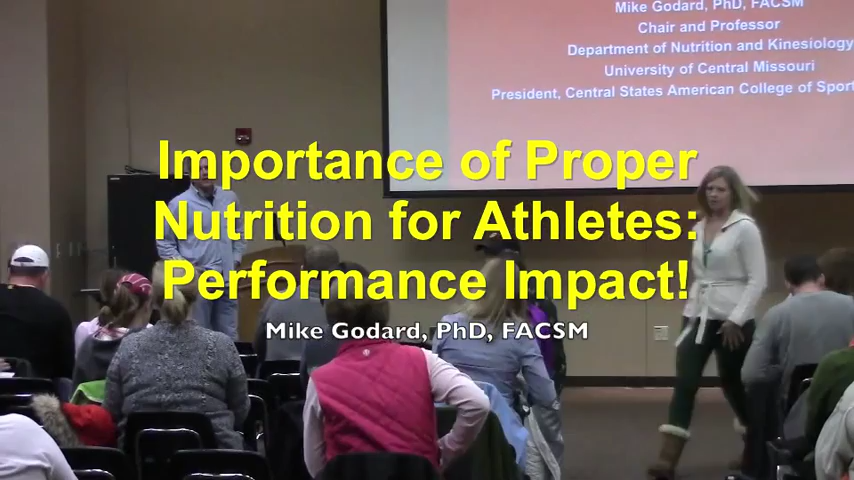 Mike Godard, PhD, FACSM
Chair and Professor
Department of Nutrition and Kinesiology
University of Central Missouri
President, Central States American College of Sport
Importance of Proper
Nutrition for Athletes:
Performance Impact!
Mike Godard, PhD, FACSM